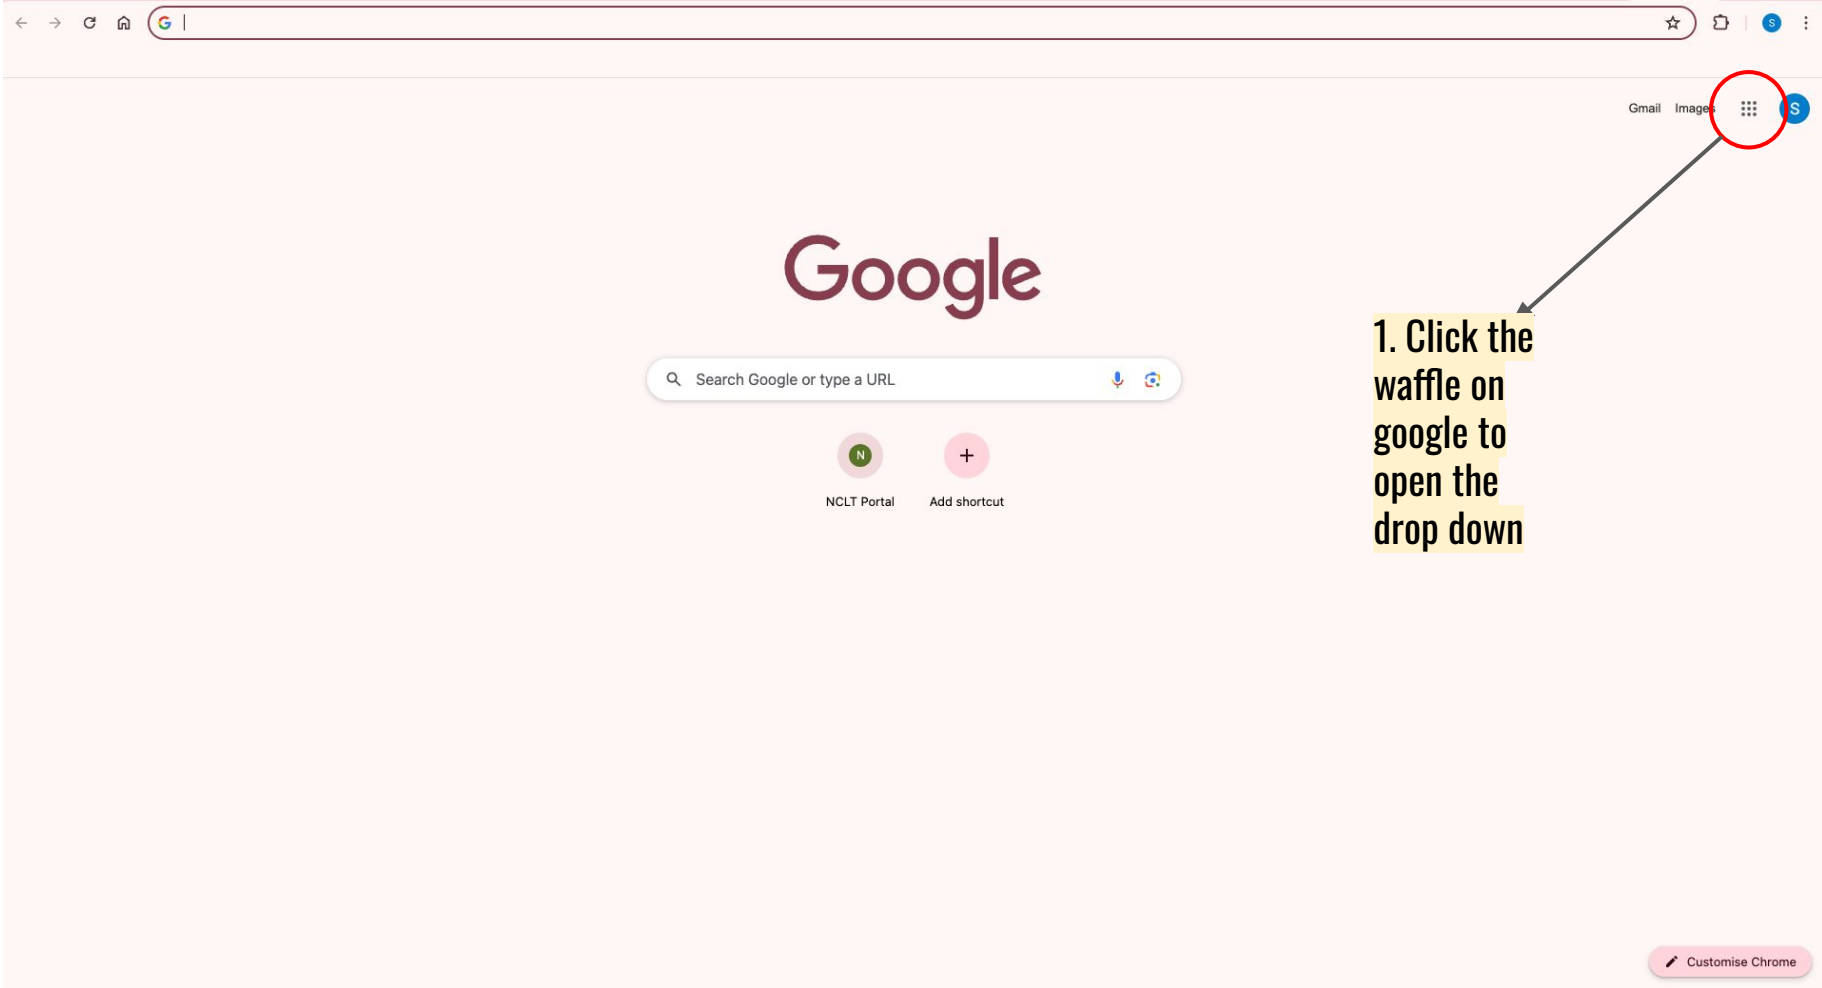 Gmail Images S
Google
1. Click the
waffle on
google to
open the
drop down
Search Google or type a URL
N
NCLT Portal Add shortcut
Customise Chrome